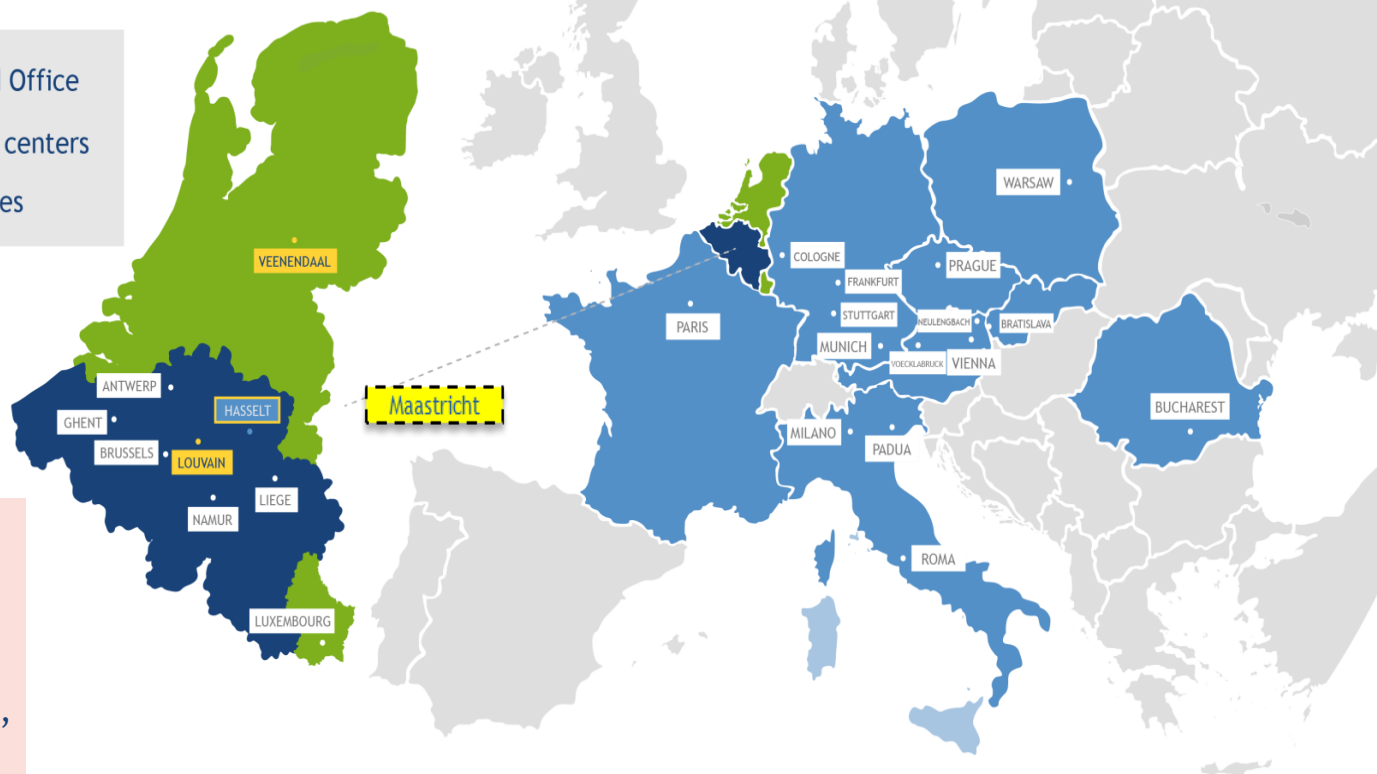 Office
centers
es
VEENENDAAL
ANTWERP
HASSELT
GHENT
BRUSSELS
LOUVAIN
LIEGE
NAMUR
LUXEMBOURG
,
Maastricht
WARSAW
COLOGNE
PRAGUE
FRANKFURT
STUTTGART
NEULENGBACH
BRATISLAVA
PARIS
MUNICH
VOECKLABRUCK
VIENNA
BUCHAREST
MILANO
PADUA
ROMA